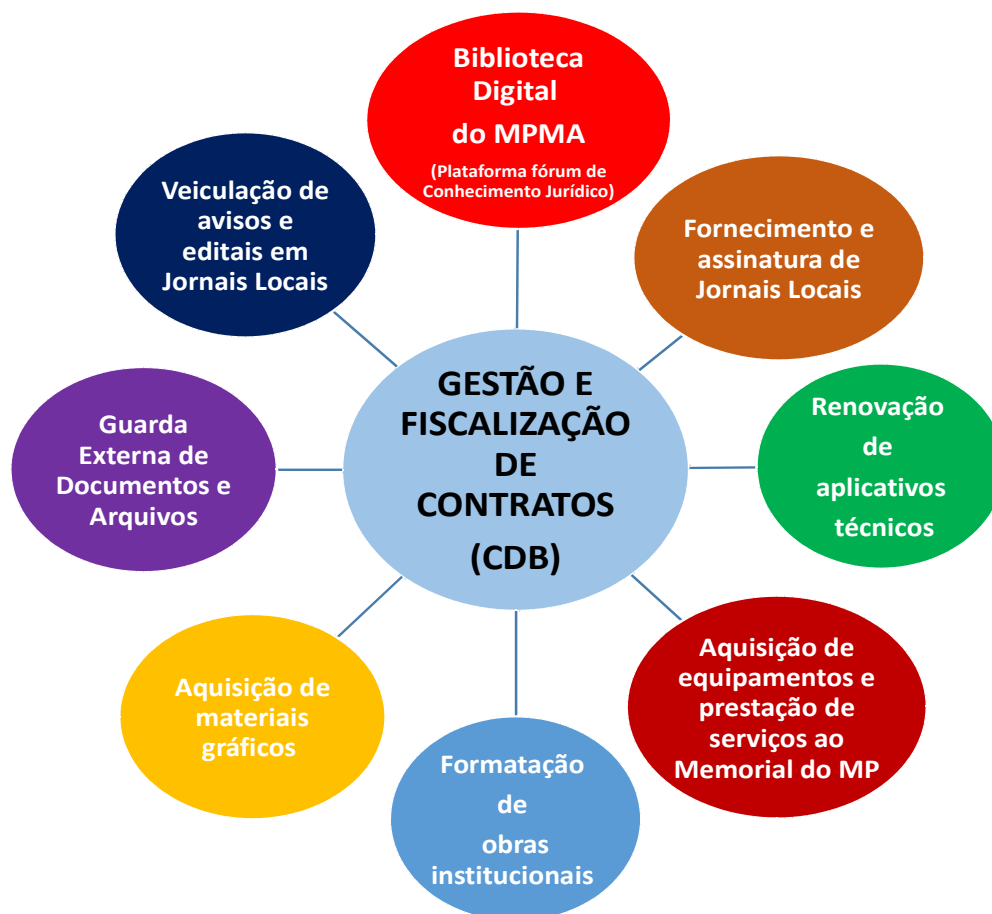 Biblioteca
Digital
do MPMA
(Plataforma fórum de
Conhecimento Jurídico)
Fornecimento e
assinatura de
Jornais Locais
Renovação
de
aplicativos
técnicos
Aquisição de
equipamentos e
prestação de
serviços ao
Memorial do MP
Formatação
de
obras
institucionais
Aquisição de
materiais
gráficos
Guarda
Externa de
Documentos e
Arquivos
Veiculação de
avisos e
editais em
Jornais Locais
GESTÃO E
FISCALIZAÇÃO
DE
CONTRATOS
(CDB)